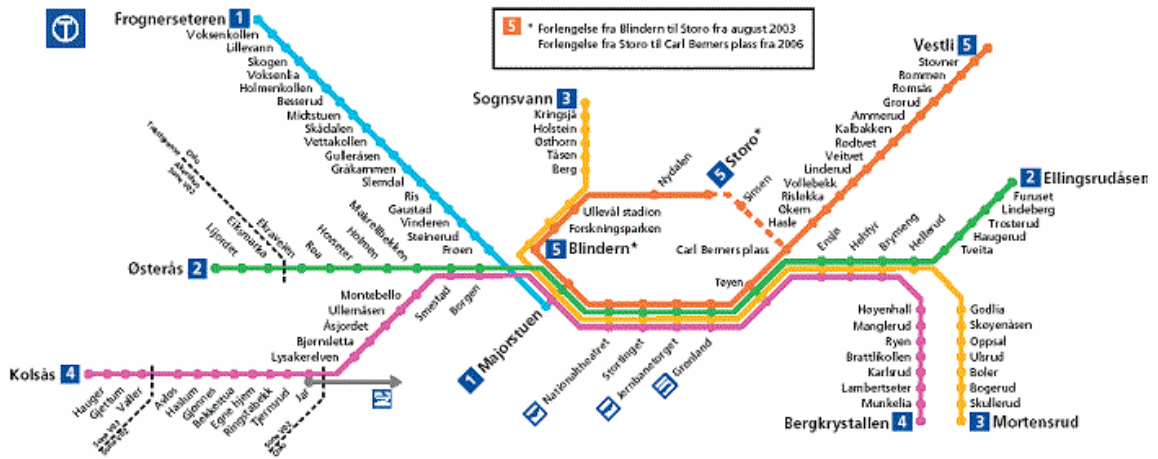 T
5 * Forlengelse fra Blindern til Storo fra august 2003
Forlengelse fra Storo til Carl Berners plass fra 2006
Frognerseteren 1
Voksenkollen
Lillevann
Skogen
Voksenlia
Holmenkollen
Besserud
Midtstuen
Skådalen
Vettakollen
Gulleråsen
Gråkammen
Slemdal
Ris
Gaustad
Vinderen
Steinerud
Frøen
1 Majorstuen
Sognsvann 3
Kringsjå
Holstein
Østhorn
Tåsen
Berg
Ullevål stadion
Forskningsparken
5 Blindern*
Nydalen
5 Storo*
Sinsen
Vestli 5
Stovner
Rommen
Romsås
Grorud
Ammerud
Kalbakken
Rødtvet
Veitvet
Linderud
Vollebekk
Risløkka
Økern
Hasle
Carl Berners plass
Tøyen
2 Ellingsrudåsen
Furuset
Lindeberg
Trosterud
Haugerud
Tveita
Ensjø
Helsfyr
Brynseng
Hellerud
Østerås 2
Lijordet
Eiksmarka
Ekraveien
Røa
Hovseter
Holmen
Makrellbekken
Oslo
Smestad
Borgen
Montebello
Ullernåsen
Åsjordet
Bjørnsletta
Lysakerelven
Kolsås 4
Hauger
Gjettum
Valler
Avløs
Haslum
Gjønnes
Bekkestua
Egne hjem
Ringstabekk
Tjernsrud
Jar
Nationaltheatret
Stortinget
Jernbanetorget
Grønland
Høyenhall
Manglerud
Ryen
Brattlikollen
Karlsrud
Lambertseter
Munkelia
Bergkrystallen 4
Godlia
Skøyenåsen
Oppsal
Ulsrud
Bøler
Bogerud
Skullerud
3 Mortensrud